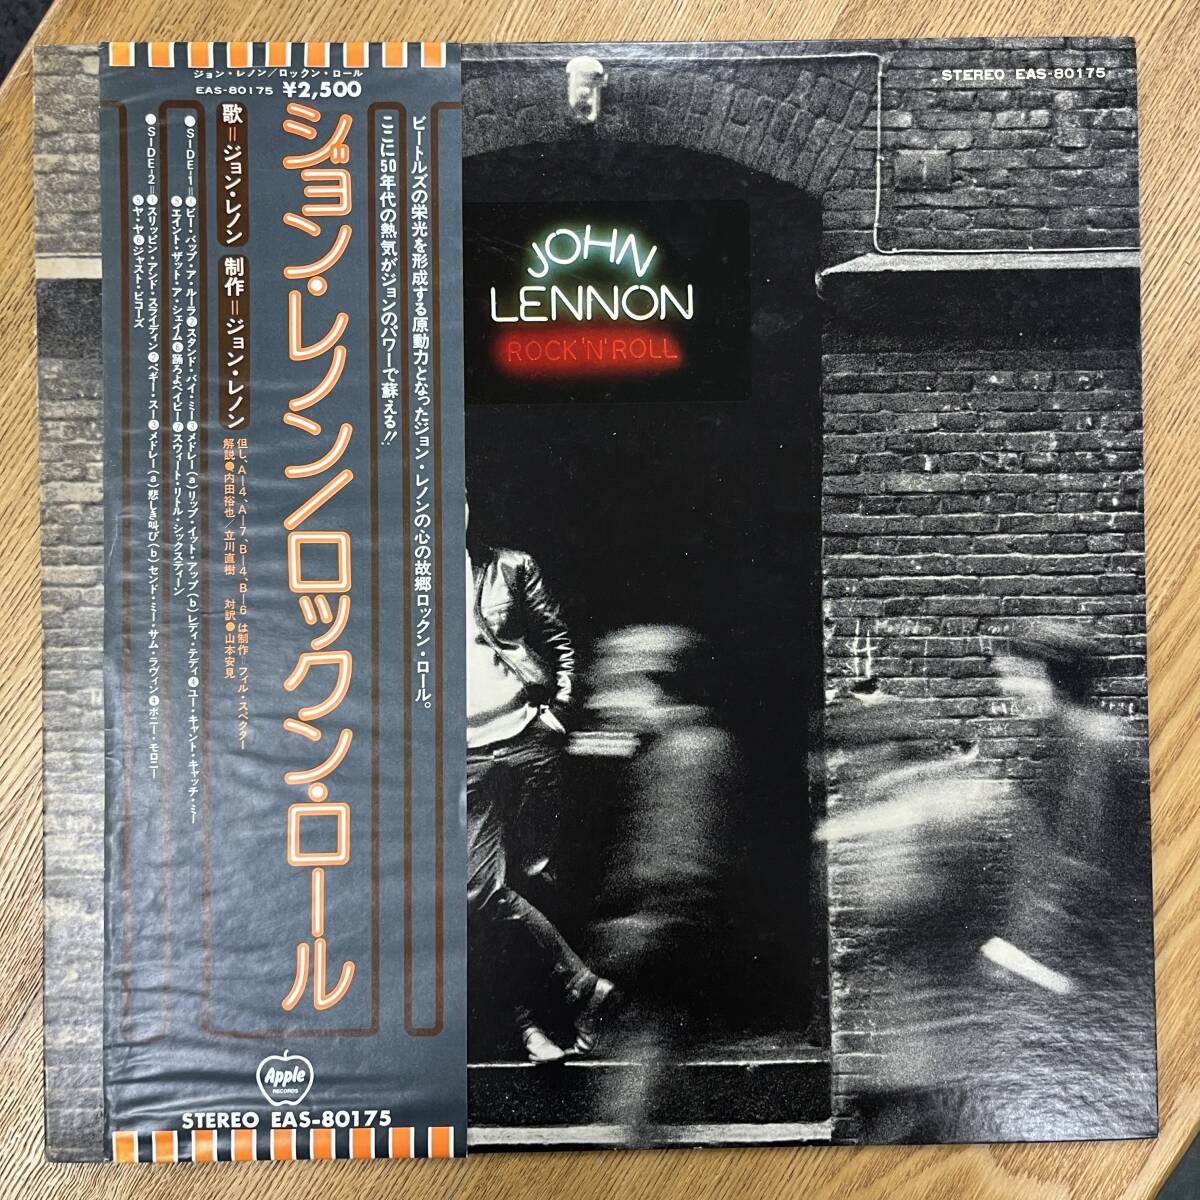 ジョン・レノン/ロックン・ロール
EAS-80175 ¥2,500
ビートルズの栄光を形成する原動力となったジョン・レノンの心の故郷ロックン・ロール。
ここに50年代の熱気がジョンのパワーで蘇える!!
ジョン・レノン/ロックン・ロール
歌=ジョン・レノン 制作=ジョン・レノン
但し、A-4、A-7、B-4、B-6 は制作=フィル・スペクター
解説●内田裕也/立川直樹 対訳●山本安見
●SIDE-1=①ビー・バップ・ア・ルーラ②スタンド・バイ・ミー③メドレー(a)リップ・イット・アップ(b)レディ・テディ④ユー・キャント・キャッチ・ミー
⑤エイント・ザット・ア・シェイム⑥踊ろよベイビー⑦スウィート・リトル・シックスティーン
●SIDE-2=①スリッピン・アンド・スライディン②ペギー・スー③メドレー(a)悲しき叫び(b)センド・ミー・サム・ラヴィン④ボニー・モロニー
⑤ヤ・ヤ⑥ジャスト・ビコーズ
Apple
RECORDS
STEREO EAS-80175
STEREO EAS-80175
JOHN
LENNON
ROCK'N'ROLL